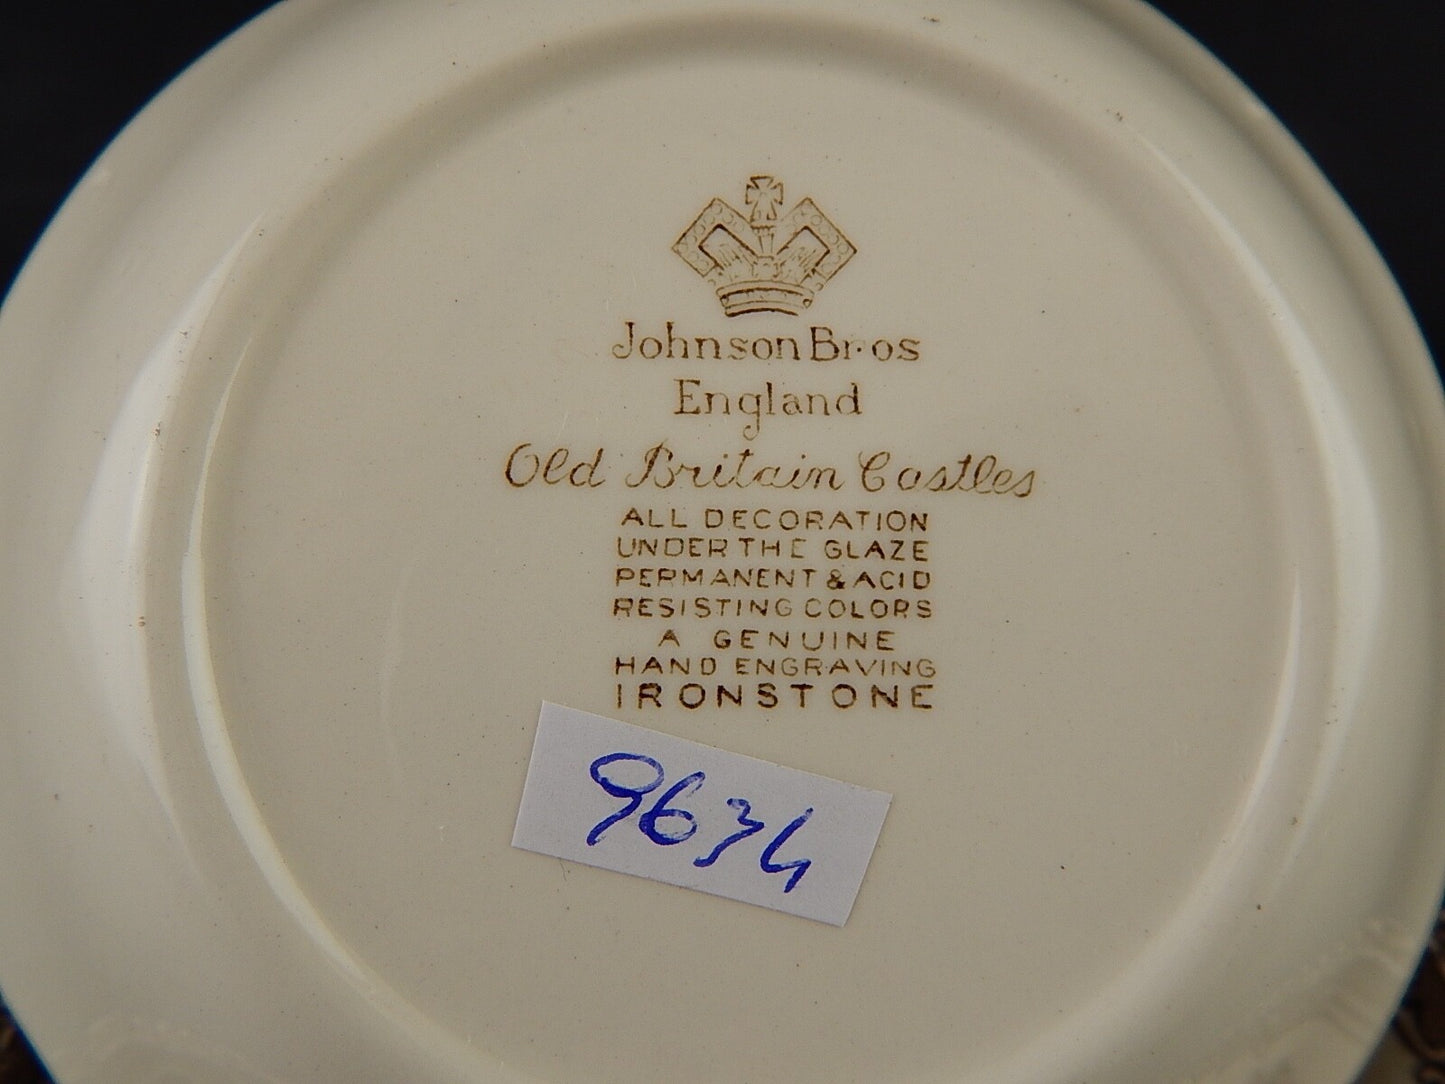 Johnson Bros
England
Old Britain Castles
ALL DECORATION
UNDER THE GLAZE
PERMANENT & ACID
RESISTING COLORS
A GENUINE
HAND ENGRAVING
IRONSTONE
9634